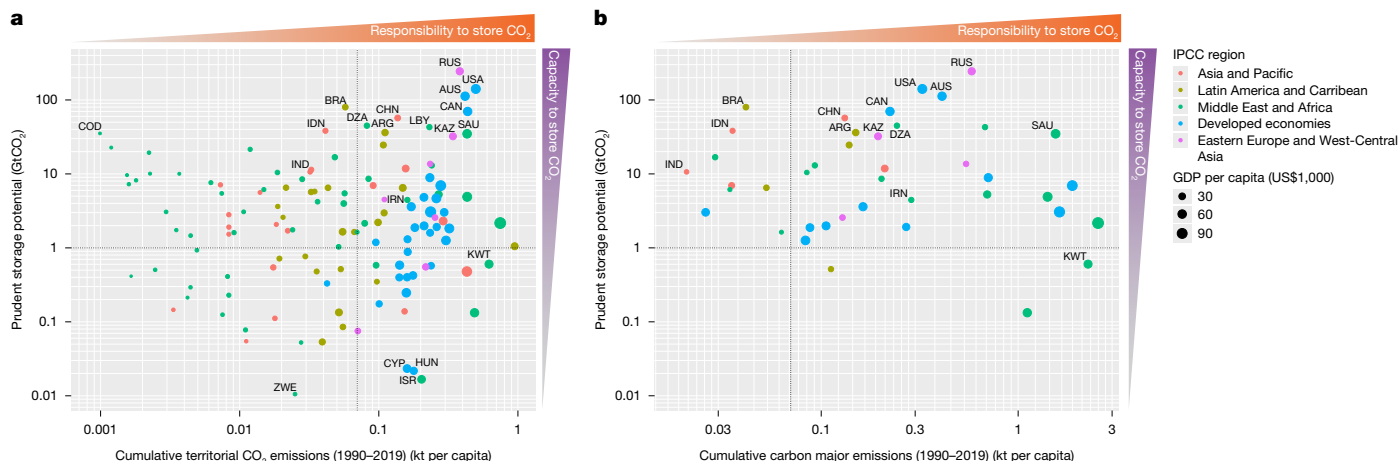 a
Responsibility to store CO2
Capacity to store CO2
Prudent storage potential (GtCO2)
100
10
1
0.1
0.01
RUS
USA
AUS
CAN
BRA
CHN
IDN
DZA
ARG
LBY
KAZ
SAU
COD
IND
IRN
KWT
CYP
HUN
ISR
ZWE
0.001
0.01
0.1
1
Cumulative territorial CO2 emissions (1990–2019) (kt per capita)
b
Responsibility to store CO2
Capacity to store CO2
Prudent storage potential (GtCO2)
100
10
1
0.1
0.01
RUS
USA
AUS
BRA
CAN
CHN
IDN
ARG
KAZ
DZA
SAU
IND
IRN
KWT
0.03
0.1
0.3
1
3
Cumulative carbon major emissions (1990–2019) (kt per capita)
IPCC region
Asia and Pacific
Latin America and Carribean
Middle East and Africa
Developed economies
Eastern Europe and West-Central
Asia
GDP per capita (US$1,000)
30
60
90